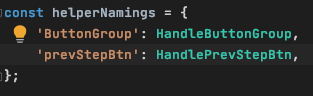 const helperNamings = {
'ButtonGroup': HandleButtonGroup,
'prevStepBtn': HandlePrevStepBtn,
};